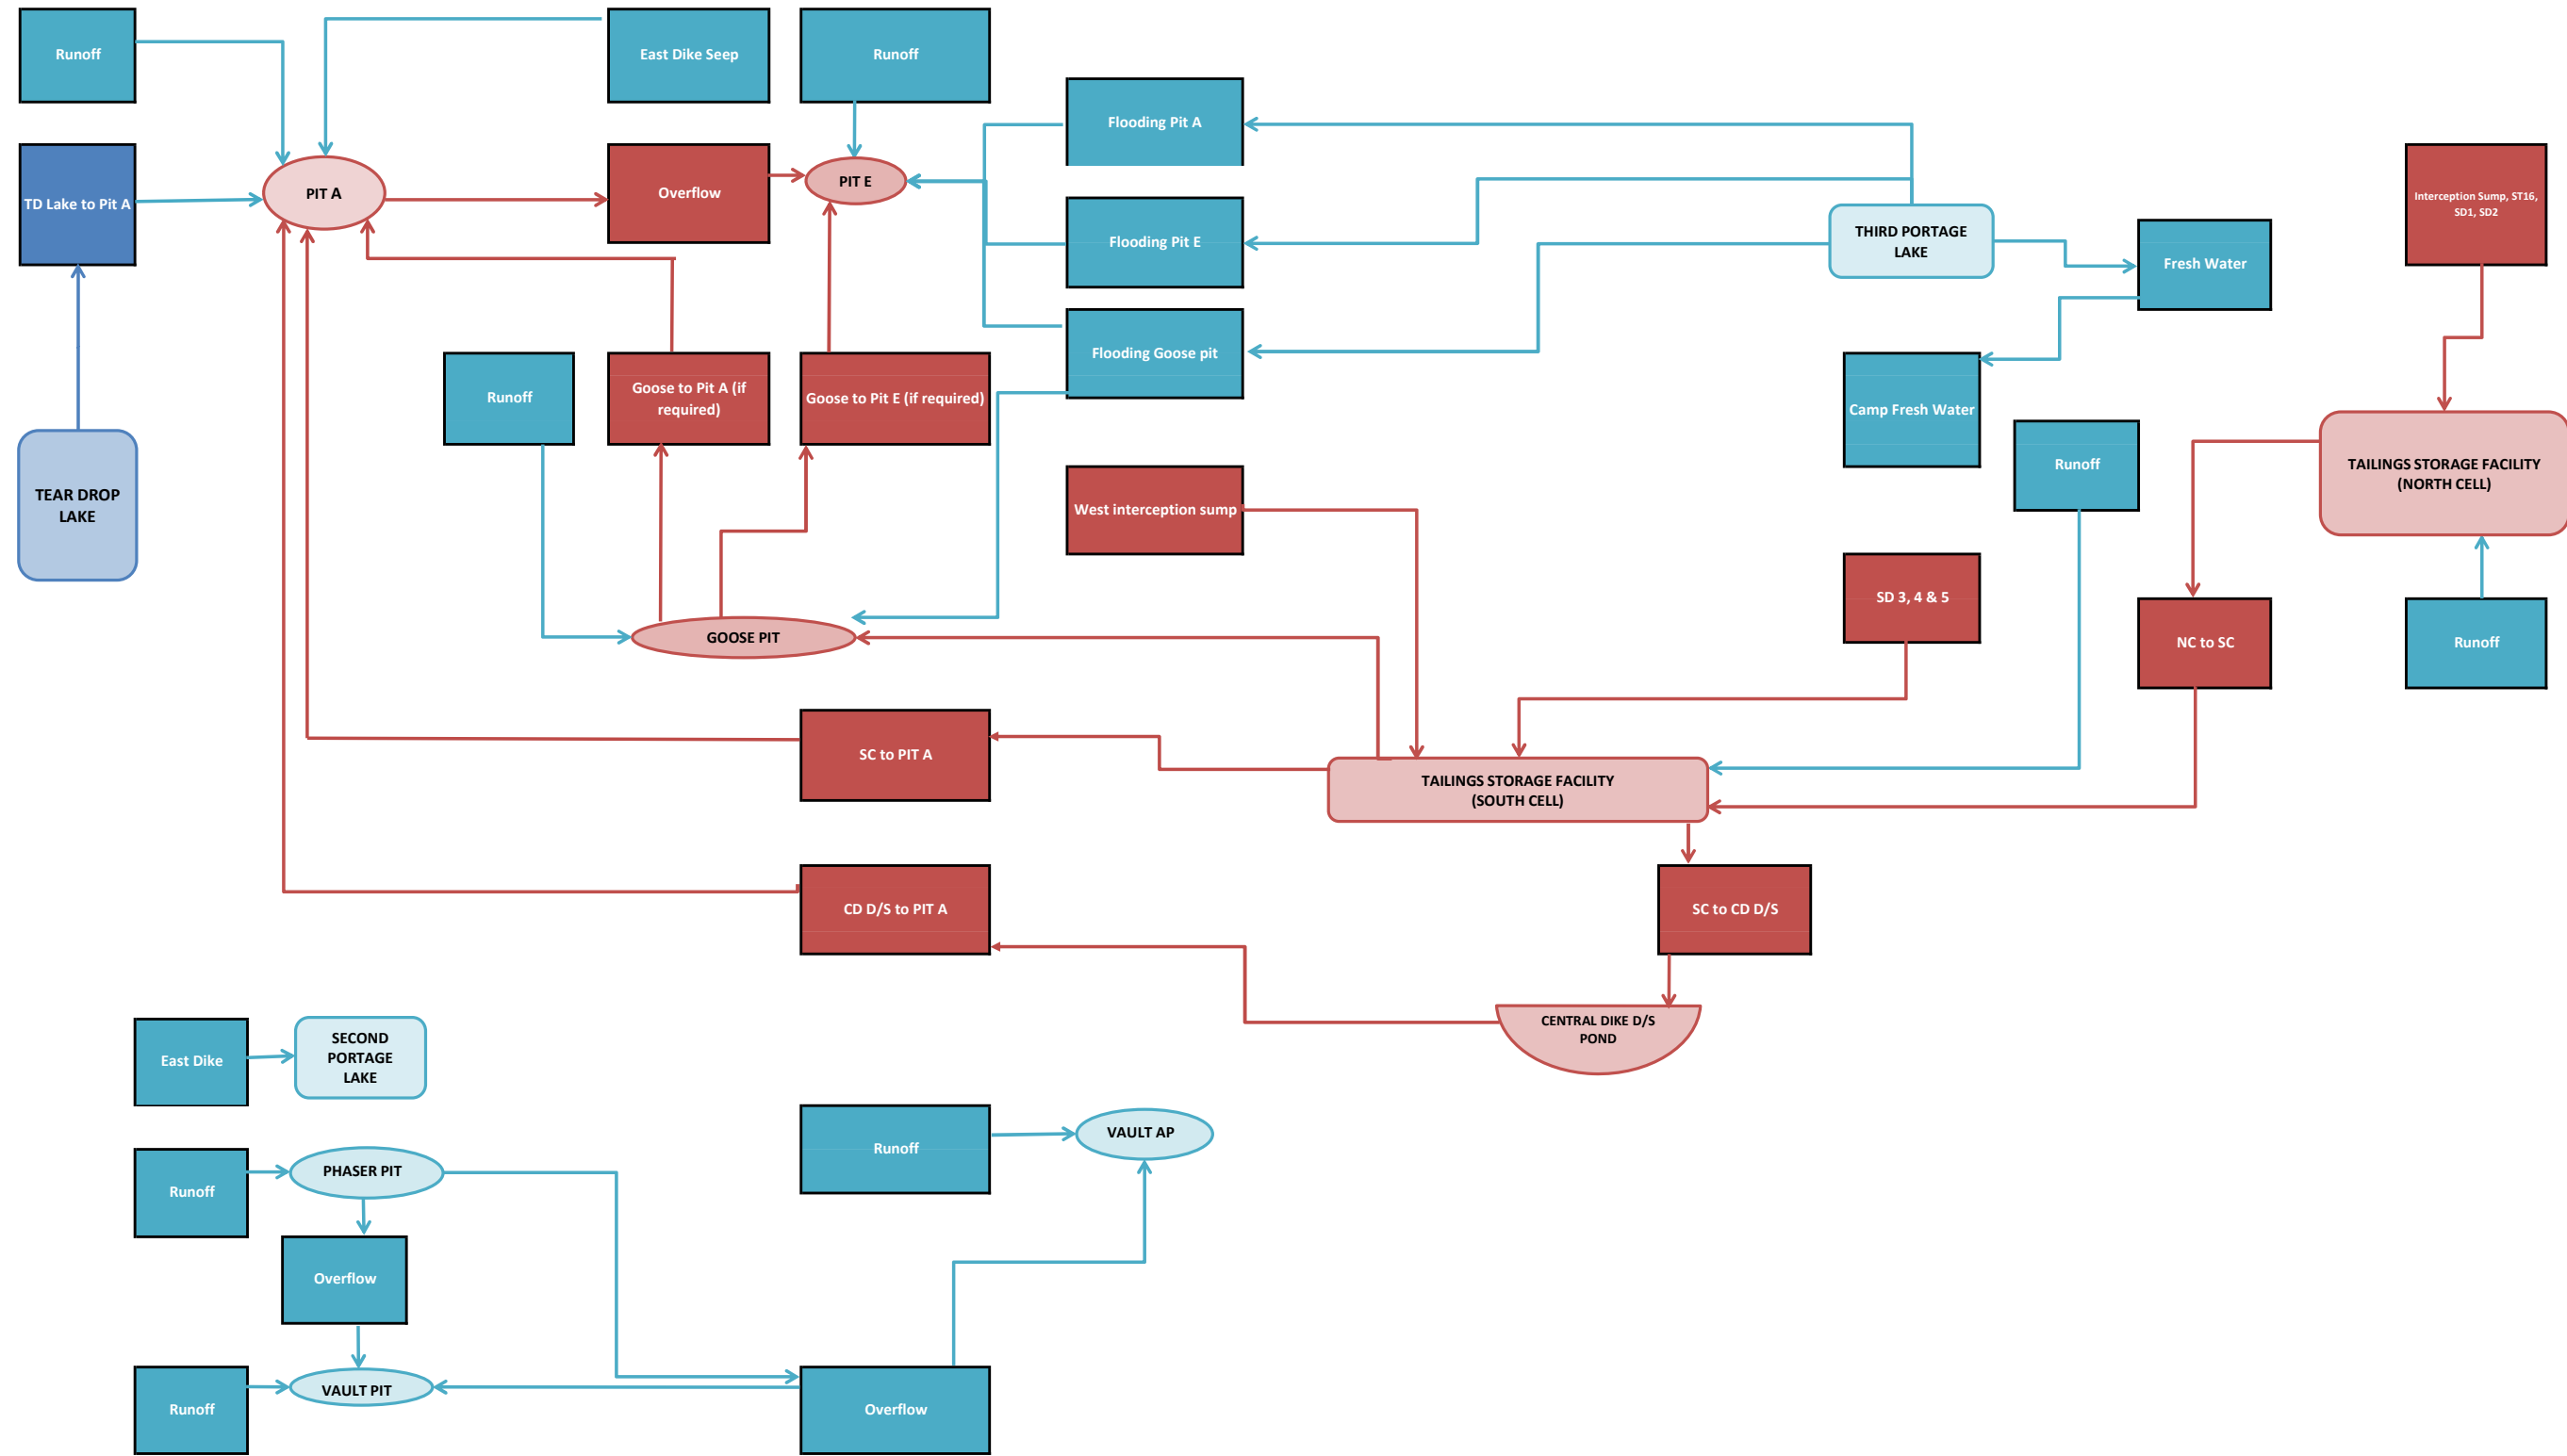 Runoff
East Dike Seep
Runoff
Flooding Pit A
TD Lake to Pit A
PIT A
Overflow
PIT E
Interception Sump, ST16,
SD1, SD2
Flooding Pit E
THIRD PORTAGE
LAKE
Fresh Water
Flooding Goose pit
Runoff
Goose to Pit A (if
required)
Goose to Pit E (if required)
Camp Fresh Water
Runoff
TAILINGS STORAGE FACILITY
(NORTH CELL)
TEAR DROP
LAKE
West interception sump
SD 3, 4 & 5
GOOSE PIT
NC to SC
Runoff
SC to PIT A
TAILINGS STORAGE FACILITY
(SOUTH CELL)
CD D/S to PIT A
SC to CD D/S
CENTRAL DIKE D/S
POND
East Dike
SECOND
PORTAGE
LAKE
Runoff
VAULT AP
Runoff
PHASER PIT
Overflow
Runoff
VAULT PIT
Overflow